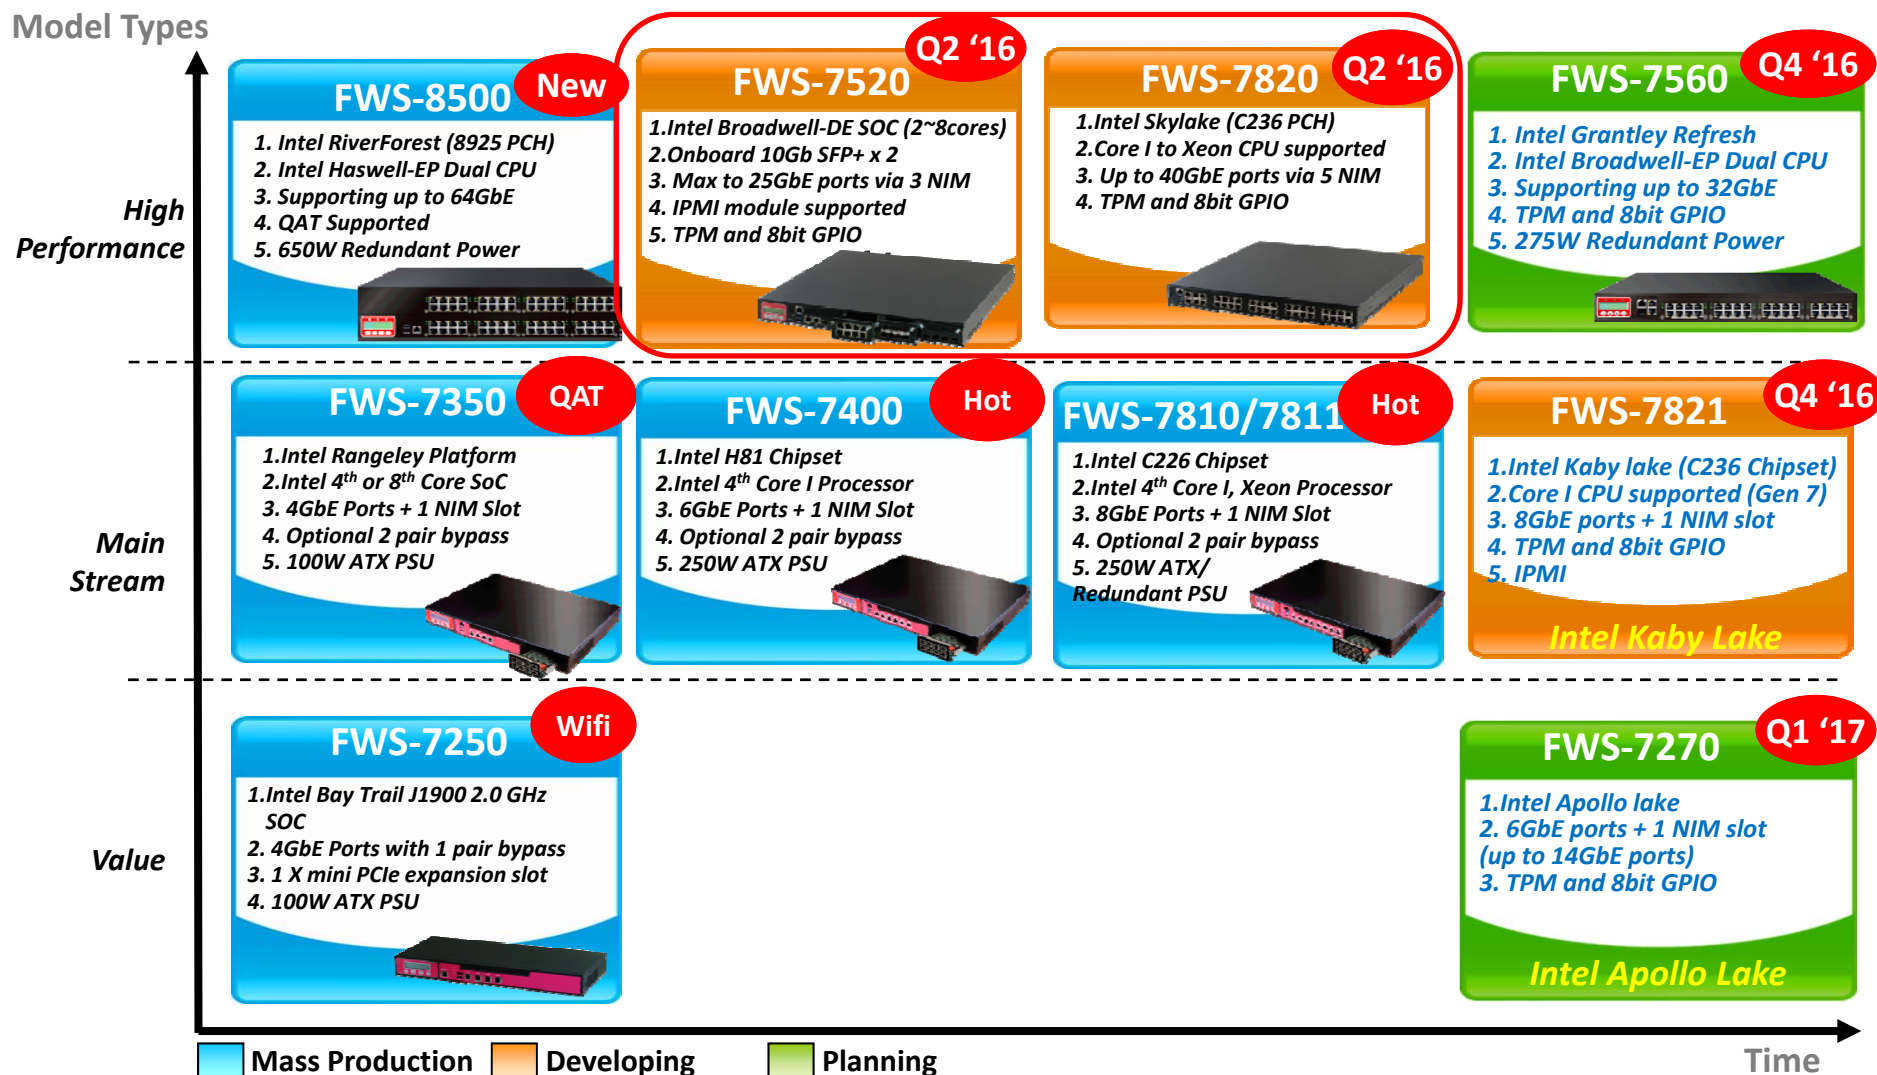 Model Types
High
Performance
FWS-8500
New
1. Intel RiverForest (8925 PCH)
2. Intel Haswell-EP Dual CPU
3. Supporting up to 64GbE
4. QAT Supported
5. 650W Redundant Power
FWS-7520
Q2 ‘16
1.Intel Broadwell-DE SOC (2~8cores)
2.Onboard 10Gb SFP+ x 2
3. Max to 25GbE ports via 3 NIM
4. IPMI module supported
5. TPM and 8bit GPIO
FWS-7820
Q2 ‘16
1.Intel Skylake (C236 PCH)
2.Core I to Xeon CPU supported
3. Up to 40GbE ports via 5 NIM
4. TPM and 8bit GPIO
FWS-7560
Q4 ‘16
1. Intel Grantley Refresh
2. Intel Broadwell-EP Dual CPU
3. Supporting up to 32GbE
4. TPM and 8bit GPIO
5. 275W Redundant Power
Main
Stream
FWS-7350
QAT
1.Intel Rangeley Platform
2.Intel 4th or 8th Core SoC
3. 4GbE Ports + 1 NIM Slot
4. Optional 2 pair bypass
5. 100W ATX PSU
FWS-7400
Hot
1.Intel H81 Chipset
2.Intel 4th Core I Processor
3. 6GbE Ports + 1 NIM Slot
4. Optional 2 pair bypass
5. 250W ATX PSU
FWS-7810/7811
Hot
1.Intel C226 Chipset
2.Intel 4th Core I, Xeon Processor
3. 8GbE Ports + 1 NIM Slot
4. Optional 2 pair bypass
5. 250W ATX/
Redundant PSU
FWS-7821
Q4 ‘16
1.Intel Kaby lake (C236 Chipset)
2.Core I CPU supported (Gen 7)
3. 8GbE ports + 1 NIM slot
4. TPM and 8bit GPIO
5. IPMI
Intel Kaby Lake
Value
FWS-7250
Wifi
1.Intel Bay Trail J1900 2.0 GHz
SOC
2. 4GbE Ports with 1 pair bypass
3. 1 X mini PCIe expansion slot
4. 100W ATX PSU
FWS-7270
Q1 ‘17
1.Intel Apollo lake
2. 6GbE ports + 1 NIM slot
(up to 14GbE ports)
3. TPM and 8bit GPIO
Intel Apollo Lake
Mass Production
Developing
Planning
Time